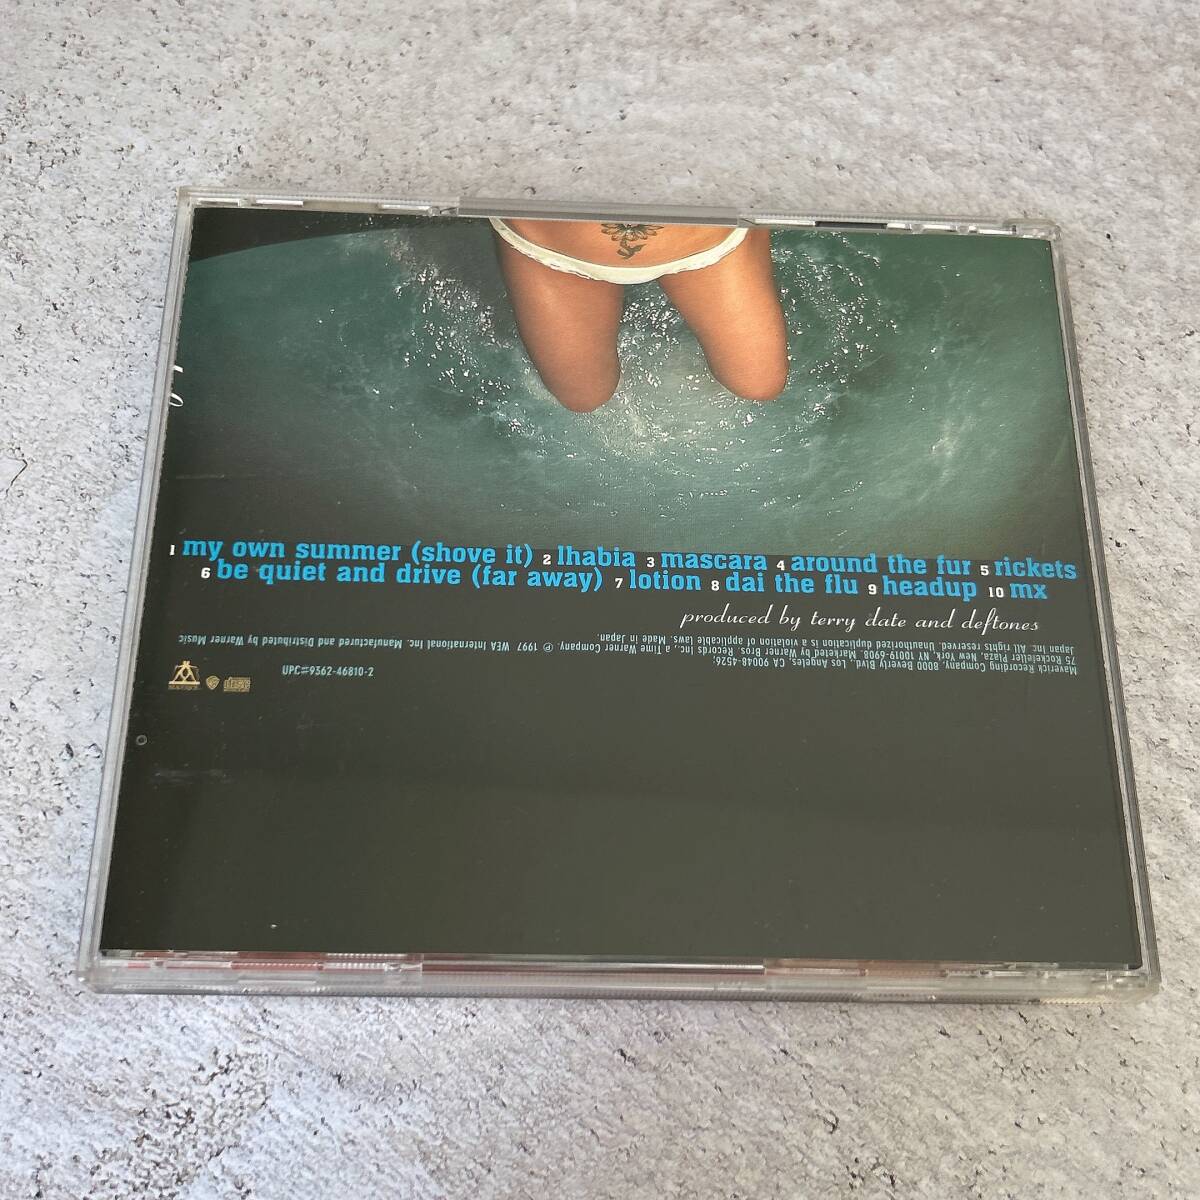 1 my own summer (shove it) 2 lhabia 3 mascara 4 around the fur 5 rickets
6 be quiet and drive (far away) 7 lotion 8 dai the flu 9 headup 10 mx
produced by terry date and deftones
Maverick Recording Company, 8000 Beverly Blvd., Los Angeles, CA 90048-4526;
75 Rockefeller Plaza, New York, NY 10019-6908. Marketed by Warner Bros. Records Inc., a Time Warner Company. ℗ 1997 WEA International Inc. Manufactured and Distributed by Warner Music
Japan Inc. All rights reserved. Unauthorized duplication is a violation of applicable laws. Made in Japan.
UPC#9362-46810-2
MAVERICK